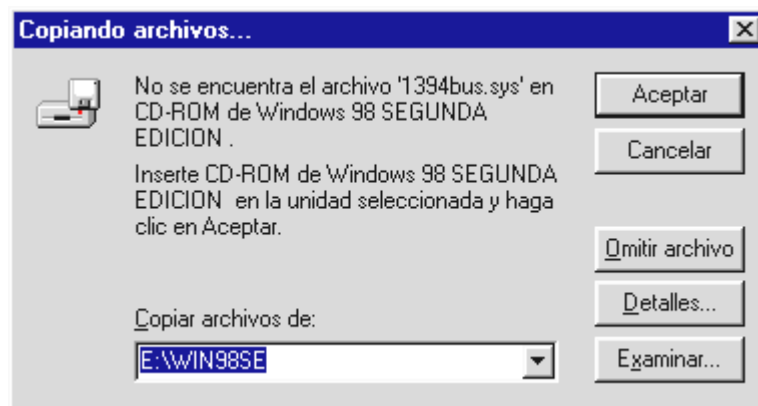 Copiando archivos...
No se encuentra el archivo '1394bus.sys' en
CD-ROM de Windows 98 SEGUNDA
EDICION .
Inserte CD-ROM de Windows 98 SEGUNDA
EDICION en la unidad seleccionada y haga
clic en Aceptar.
Copiar archivos de:
E:\WIN98SE
Aceptar
Cancelar
Omitir archivo
Detalles...
Examinar...